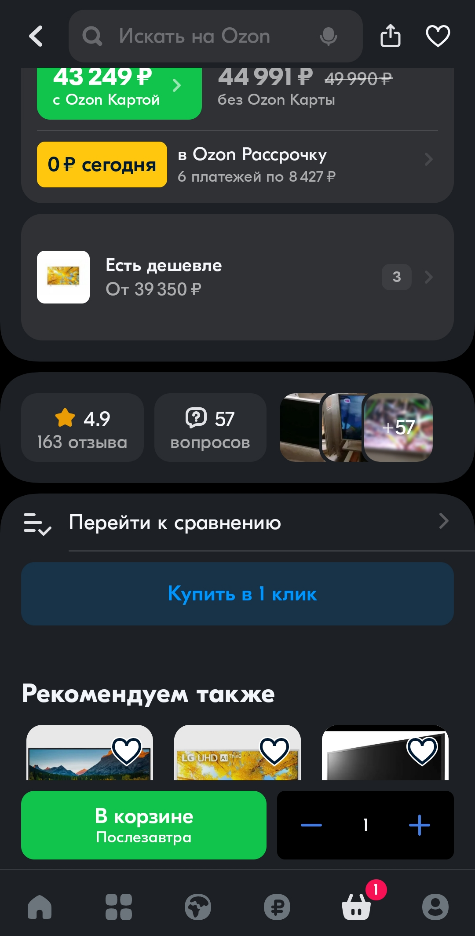 Искать на Ozon
43 249 ₽
с Ozon Картой
44 991 ₽ 49 990 ₽
без Ozon Карты
0 ₽ сегодня
в Ozon Рассрочку
6 платежей по 8 427 ₽
Есть дешевле
От 39 350 ₽
3
4.9
163 отзыва
57
вопросов
+57
Перейти к сравнению
Купить в 1 клик
Рекомендуем также
LG UHD AI
В корзине
Послезавтра
1
1